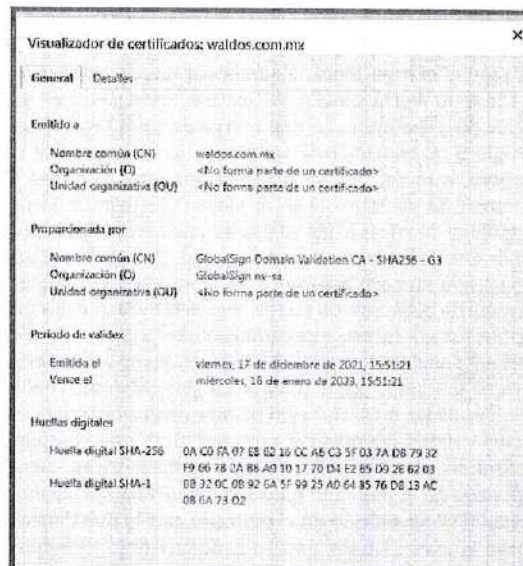 Visualizador de certificados: waldos.com.mx
×
General Detalles
Emitido a
Nombre común (CN) waldos.com.mx
Organización (O) <No forma parte de un certificado>
Unidad organizativa (OU) <No forma parte de un certificado>
Proporcionada por
Nombre común (CN) GlobalSign Domain Validation CA - SHA256 - G3
Organización (O) GlobalSign nv-sa
Unidad organizativa (OU) <No forma parte de un certificado>
Período de validez
Emitido el viernes, 17 de diciembre de 2021, 15:51:21
Vence el miércoles, 18 de enero de 2023, 15:51:21
Huellas digitales
Huella digital SHA-256
Huella digital SHA-1